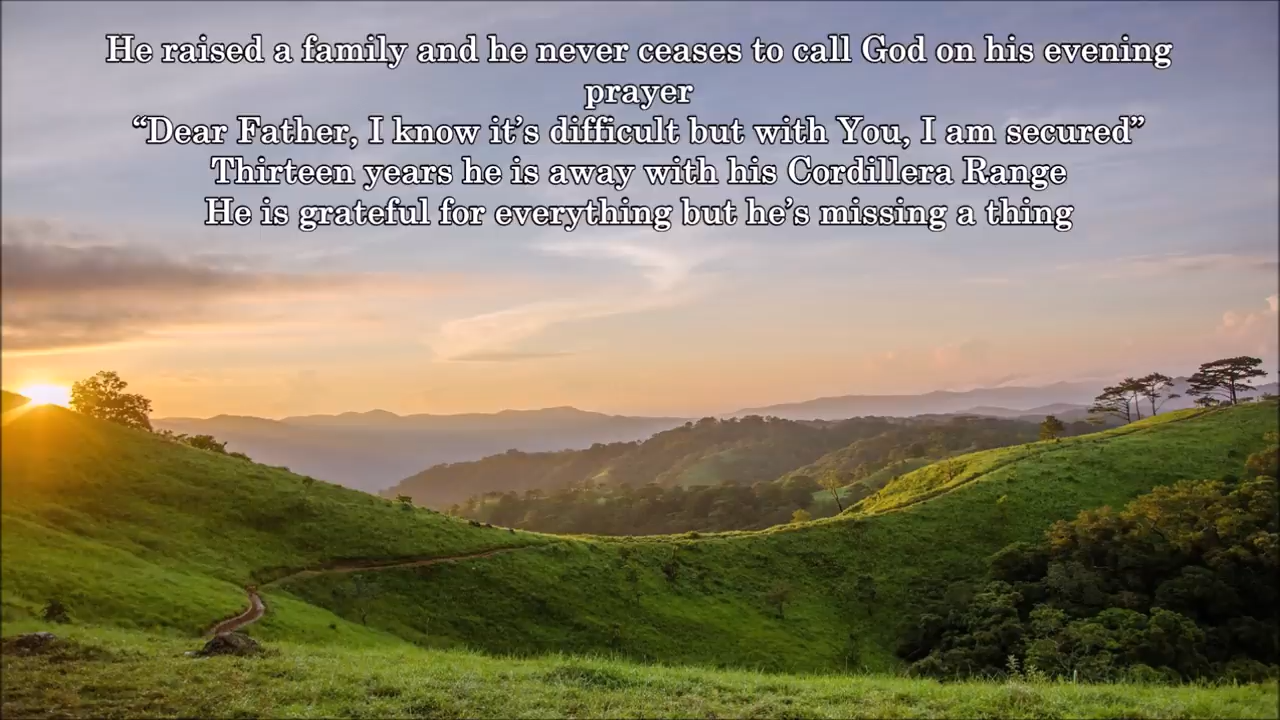 He raised a family and he never ceases to call God on his evening
prayer
“Dear Father, I know it’s difficult but with You, I am secured”
Thirteen years he is away with his Cordillera Range
He is grateful for everything but he’s missing a thing